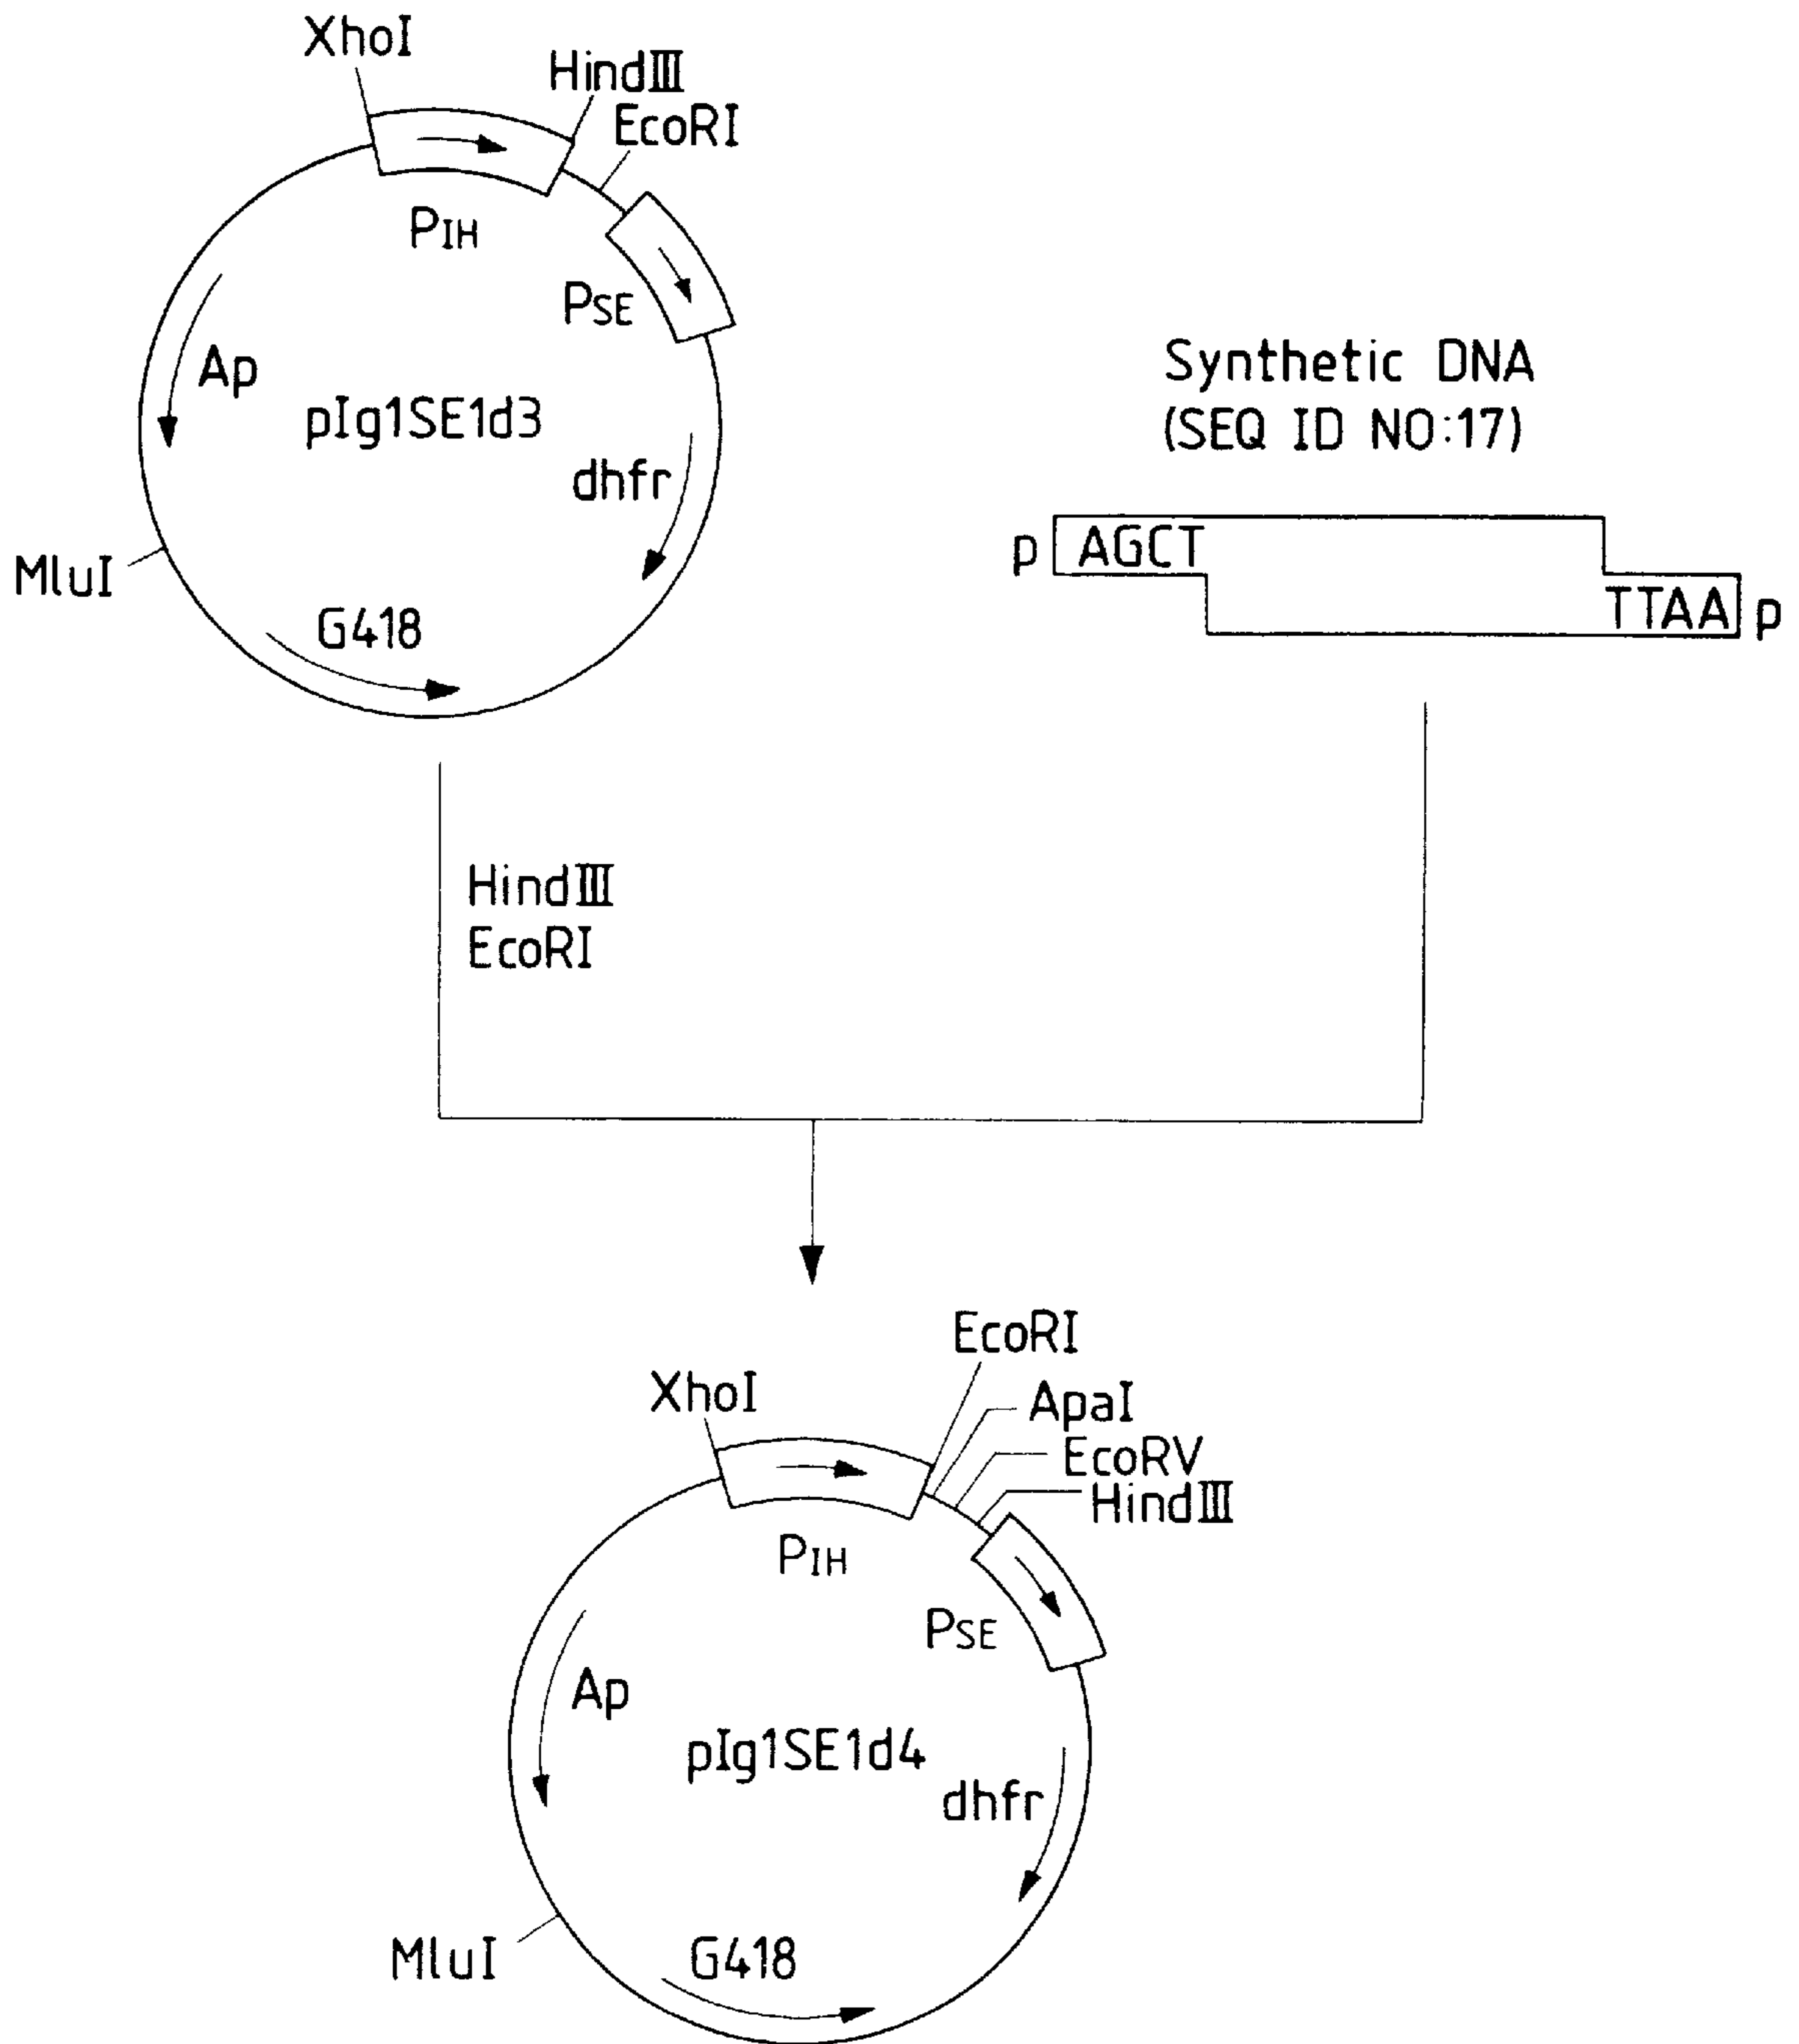 XhoI
HindIII
EcoRI
PIH
PSE
Ap
pIg1SE1d3
dhfr
MluI
G418
Synthetic DNA
(SEQ ID NO:17)
p AGCT
TTAA p
HindIII
EcoRI
EcoRI
XhoI
ApaI
EcoRV
HindIII
PIH
PSE
Ap
pIg1SE1d4
dhfr
MluI
G418